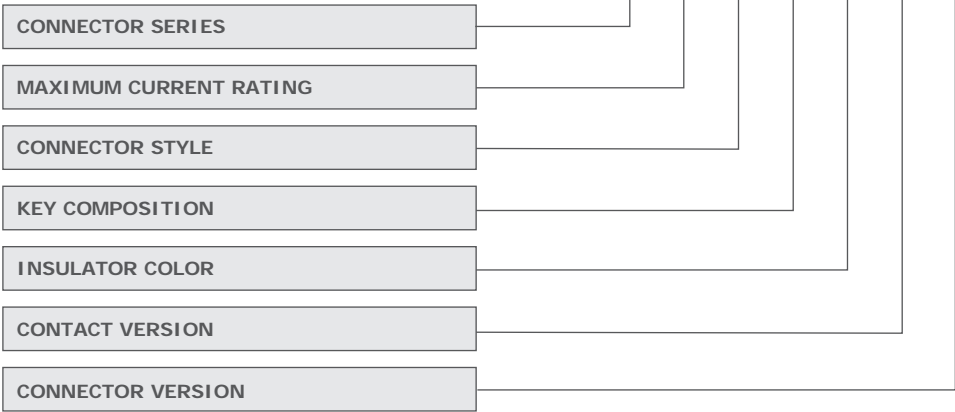 CONNECTOR SERIES
MAXIMUM CURRENT RATING
CONNECTOR STYLE
KEY COMPOSITION
INSULATOR COLOR
CONTACT VERSION
CONNECTOR VERSION